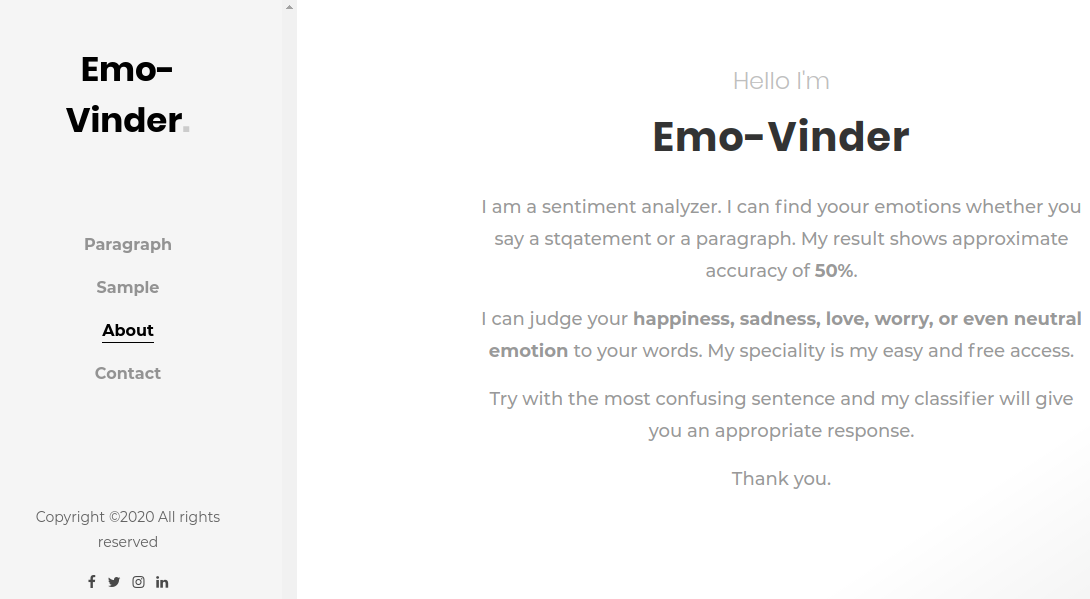 Emo-
Vinder.
Paragraph
Sample
About
Contact
Copyright ©2020 All rights
reserved
Hello I'm
Emo-Vinder
I am a sentiment analyzer. I can find yoour emotions whether you
say a stqatement or a paragraph. My result shows approximate
accuracy of 50%.
I can judge your happiness, sadness, love, worry, or even neutral
emotion to your words. My speciality is my easy and free access.
Try with the most confusing sentence and my classifier will give
you an appropriate response.
Thank you.